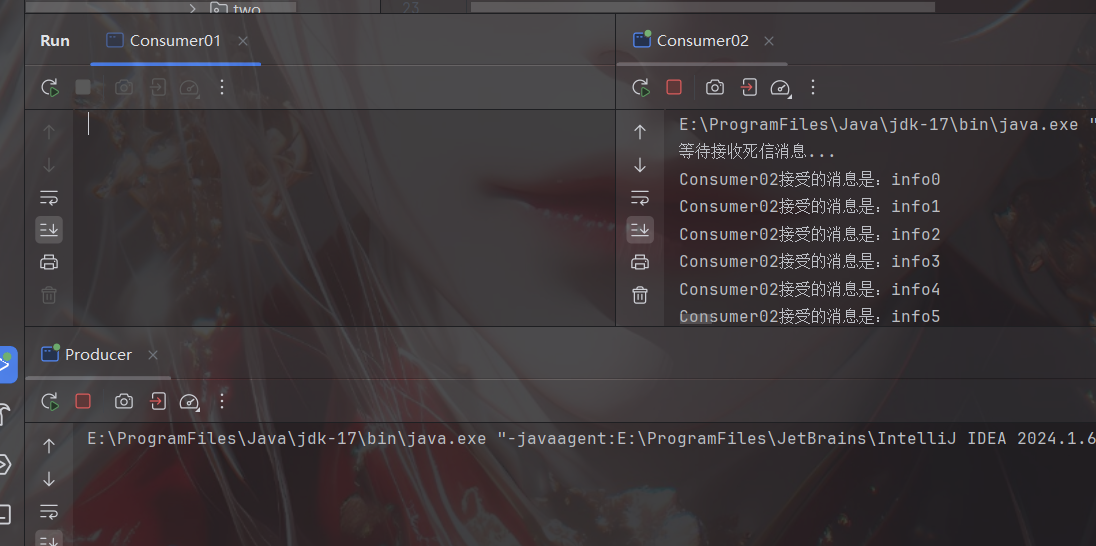 two
23
Run
Consumer01
Consumer02
E:\ProgramFiles\Java\jdk-17\bin\java.exe "
等待接收死信消息...
Consumer02接受的消息是：info0
Consumer02接受的消息是：info1
Consumer02接受的消息是：info2
Consumer02接受的消息是：info3
Consumer02接受的消息是：info4
Consumer02接受的消息是：info5
Producer
E:\ProgramFiles\Java\jdk-17\bin\java.exe "-javaagent:E:\ProgramFiles\JetBrains\IntelliJ IDEA 2024.1.6